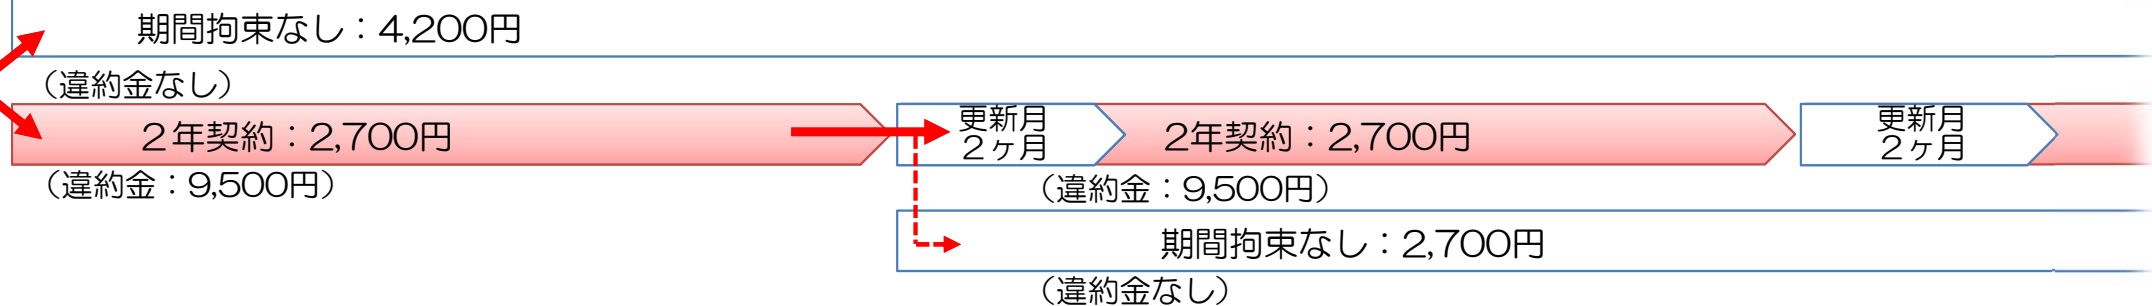 期間拘束なし：4,200円
（違約金なし）
２年契約：2,700円
更新月
２ヶ月
2年契約：2,700円
更新月
２ヶ月
（違約金：9,500円）
（違約金：9,500円）
期間拘束なし：2,700円
（違約金なし）